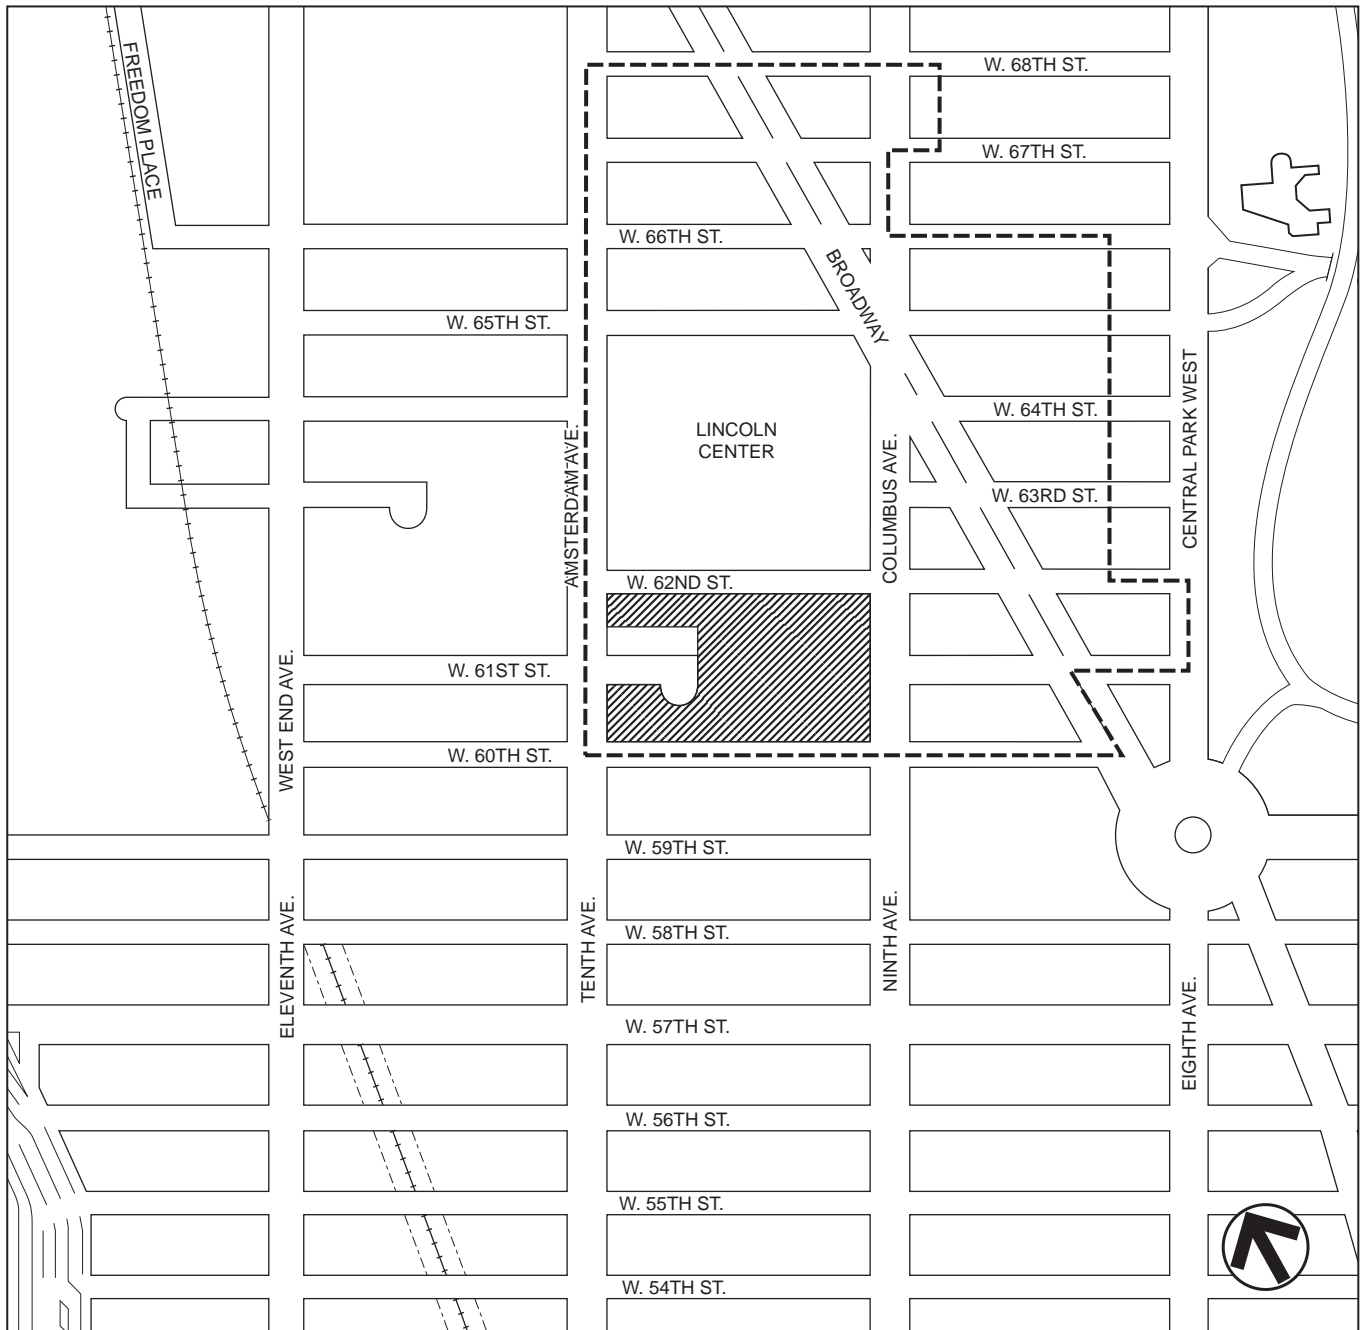 W. 68TH ST.
FREEDOM PLACE
W. 67TH ST.
W. 66TH ST.
BROADWAY
W. 65TH ST.
CENTRAL PARK WEST
W. 64TH ST.
LINCOLN
CENTER
AMSTERDAM AVE.
COLUMBUS AVE.
W. 63RD ST.
W. 62ND ST.
W. 61ST ST.
WEST END AVE.
W. 60TH ST.
W. 59TH ST.
ELEVENTH AVE.
TENTH AVE.
NINTH AVE.
W. 58TH ST.
EIGHTH AVE.
W. 57TH ST.
W. 56TH ST.
W. 55TH ST.
W. 54TH ST.